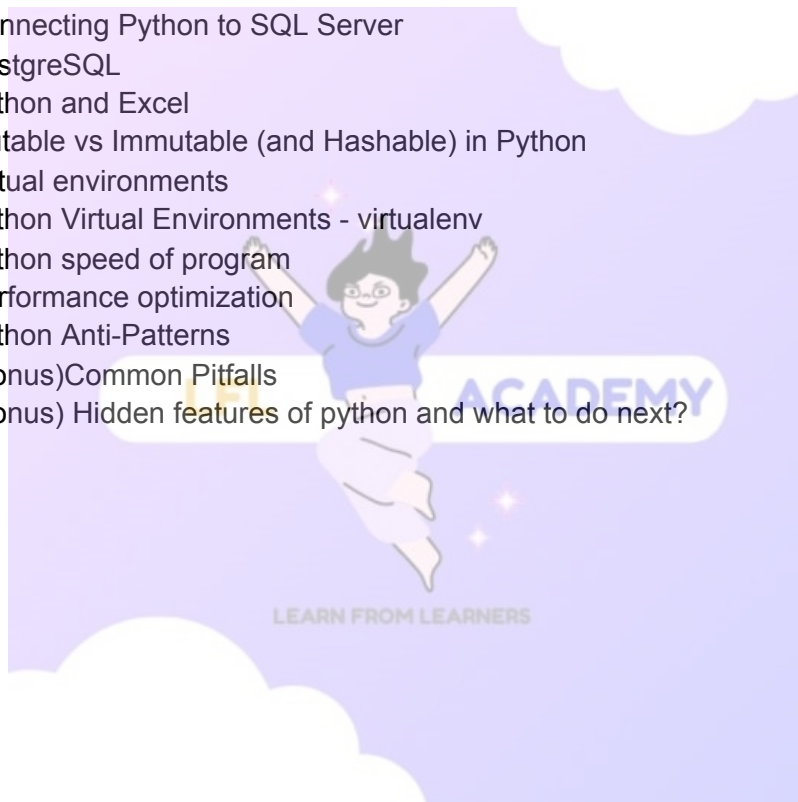 nnecting Python to SQL Server
stgreSQL
thon and Excel
table vs Immutable (and Hashable) in Python
tual environments
thon Virtual Environments - virtualenv
thon speed of program
rformance optimization
thon Anti-Patterns
onus)Common Pitfalls
onus) Hidden features of python and what to do next?
LFL ACADEMY
LEARN FROM LEARNERS